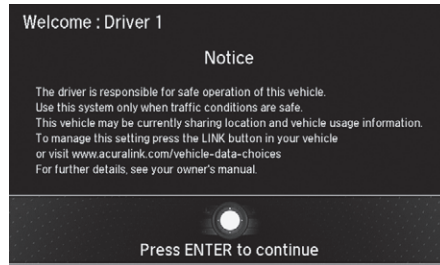 Welcome : Driver 1
Notice
The driver is responsible for safe operation of this vehicle.
Use this system only when traffic conditions are safe.
This vehicle may be currently sharing location and vehicle usage information.
To manage this setting press the LINK button in your vehicle
or visit www.acuralink.com/vehicle-data-choices
For further details, see your owner's manual.
Press ENTER to continue